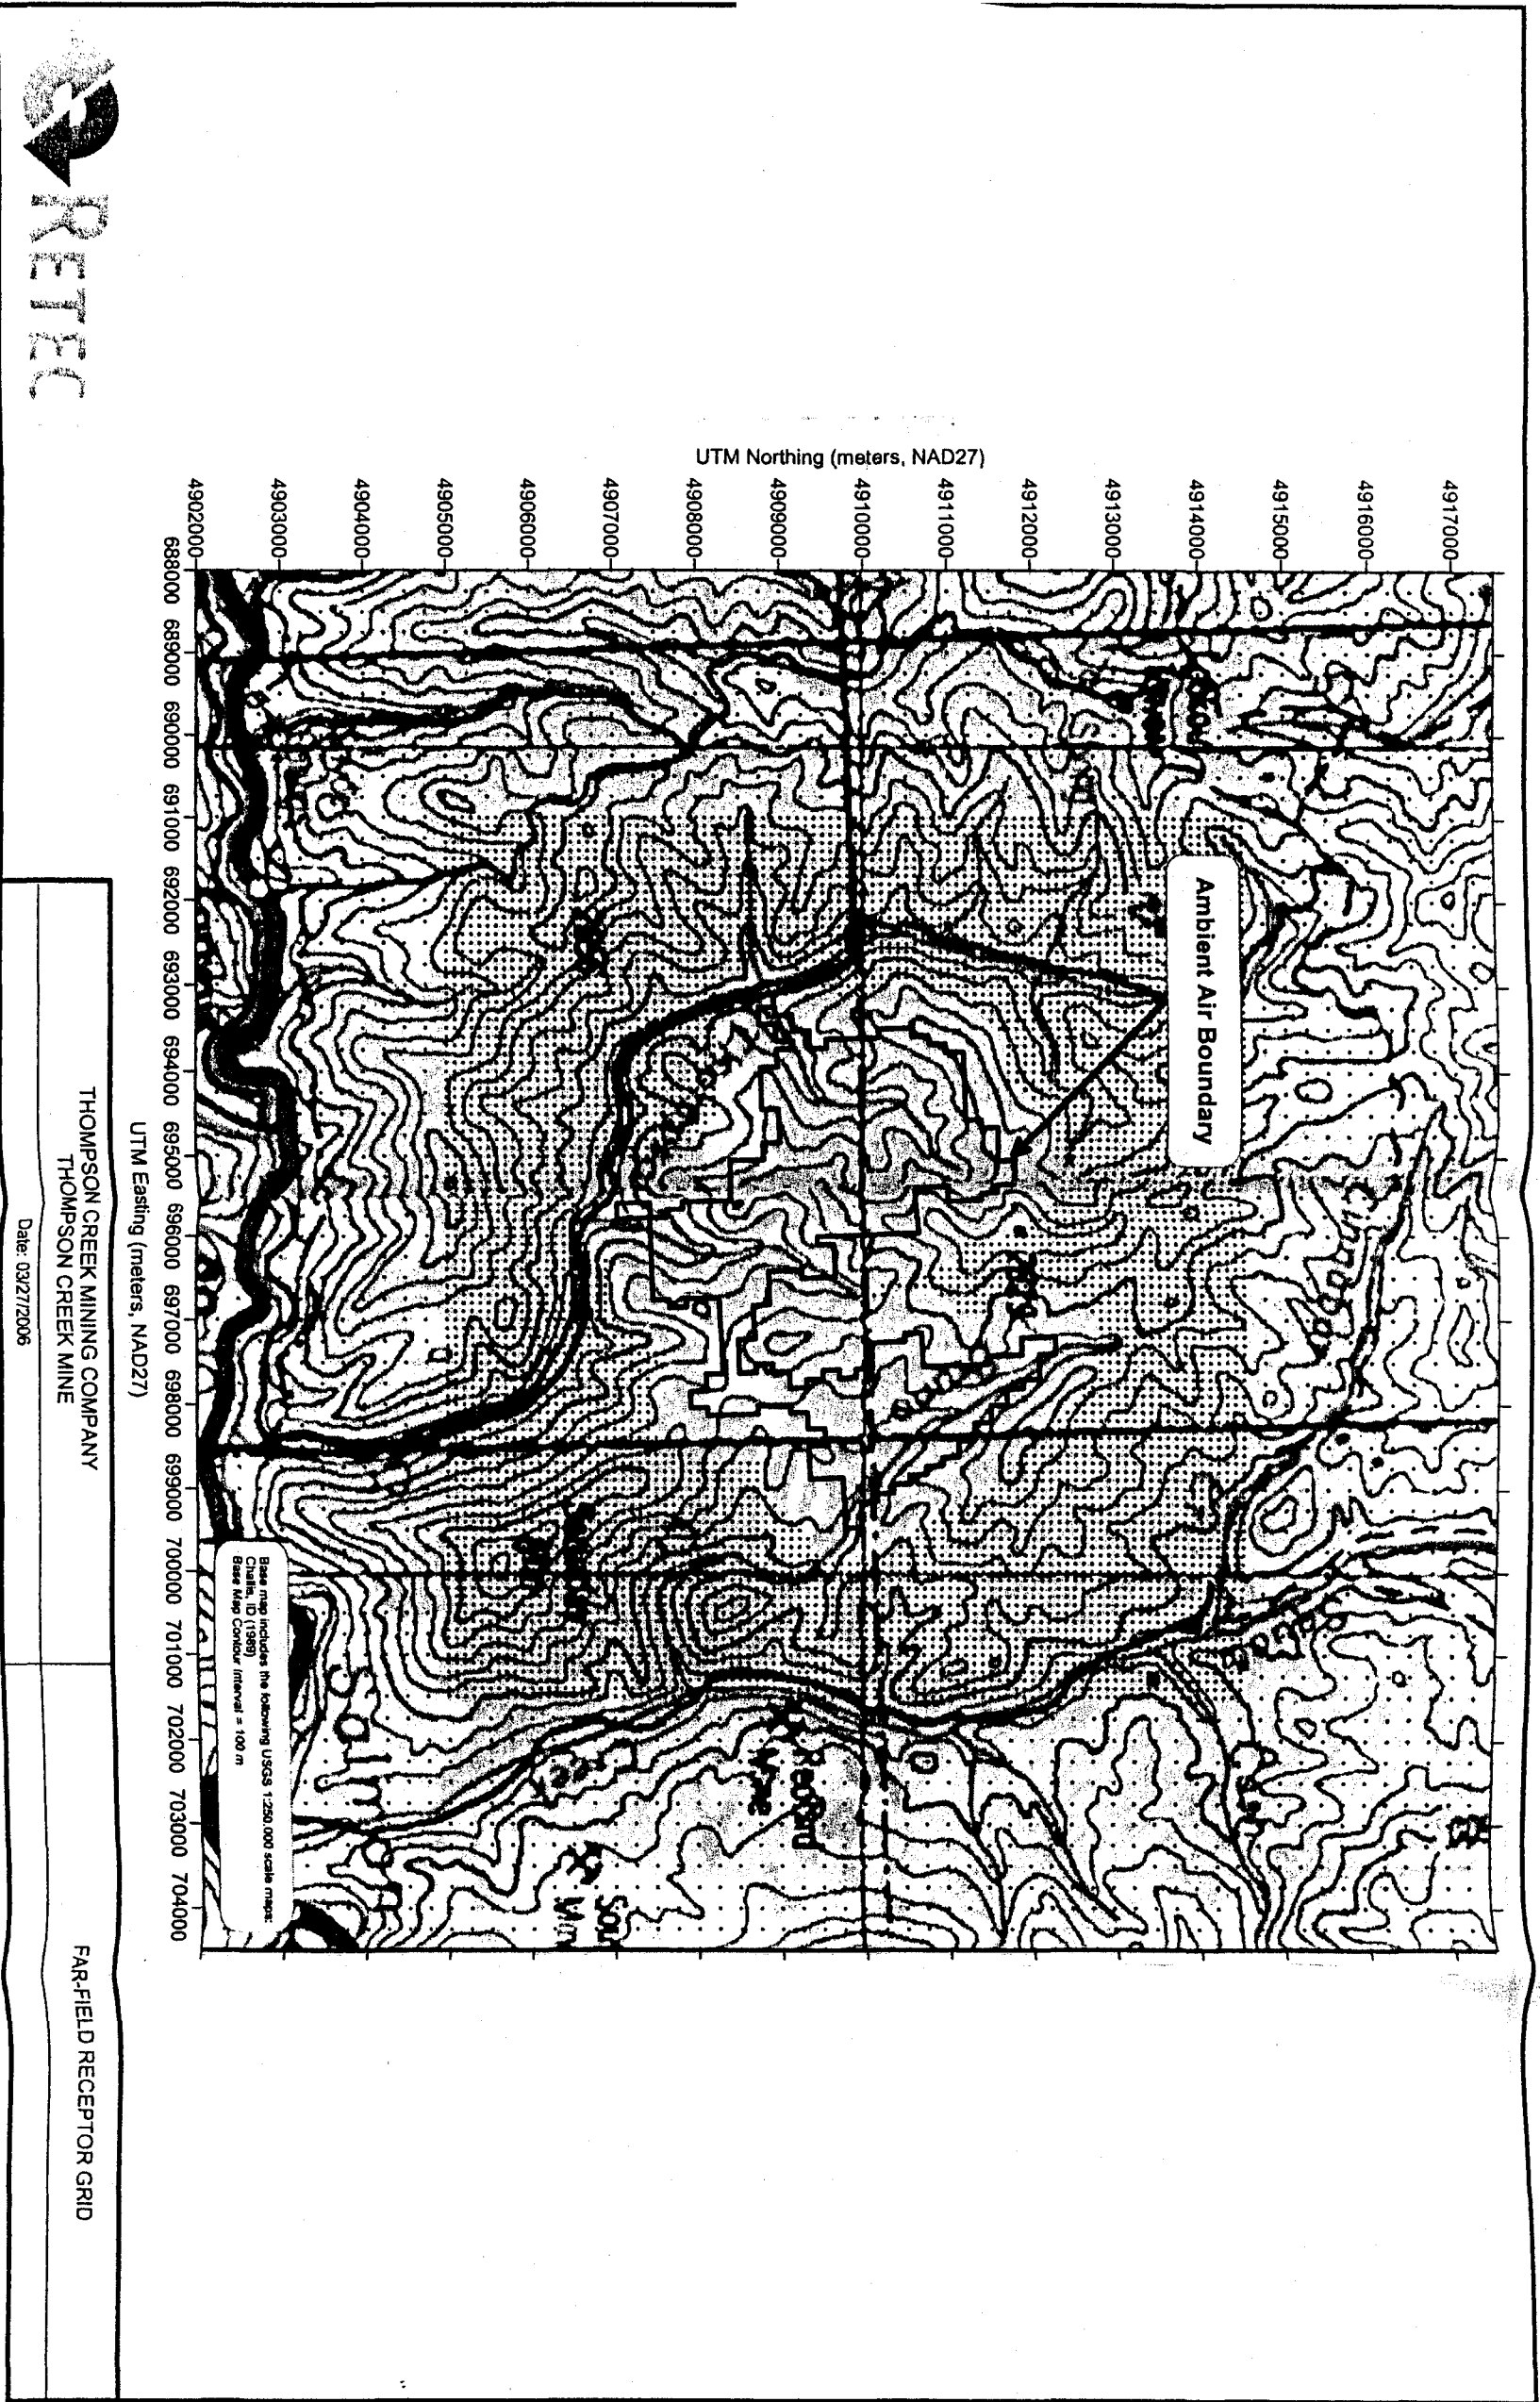 UTM Northing (meters, NAD27)
4917000
4916000
4915000
4914000
4913000
4912000
4911000
4910000
4909000
4908000
4907000
4906000
4905000
4904000
4903000
4902000
Ambient Air Boundary
Redbird
Mine
Salmon
Base map includes the following USGS 1:250,000 scale maps:
Challis, ID (1989)
Base Map Contour Interval = 100 m
688000 689000 690000 691000 692000 693000 694000 695000 696000 697000 698000 699000 700000 701000 702000 703000 704000
UTM Easting (meters, NAD27)
RETEC
THOMPSON CREEK MINING COMPANY
THOMPSON CREEK MINE
FAR-FIELD RECEPTOR GRID
Date: 03/27/2006